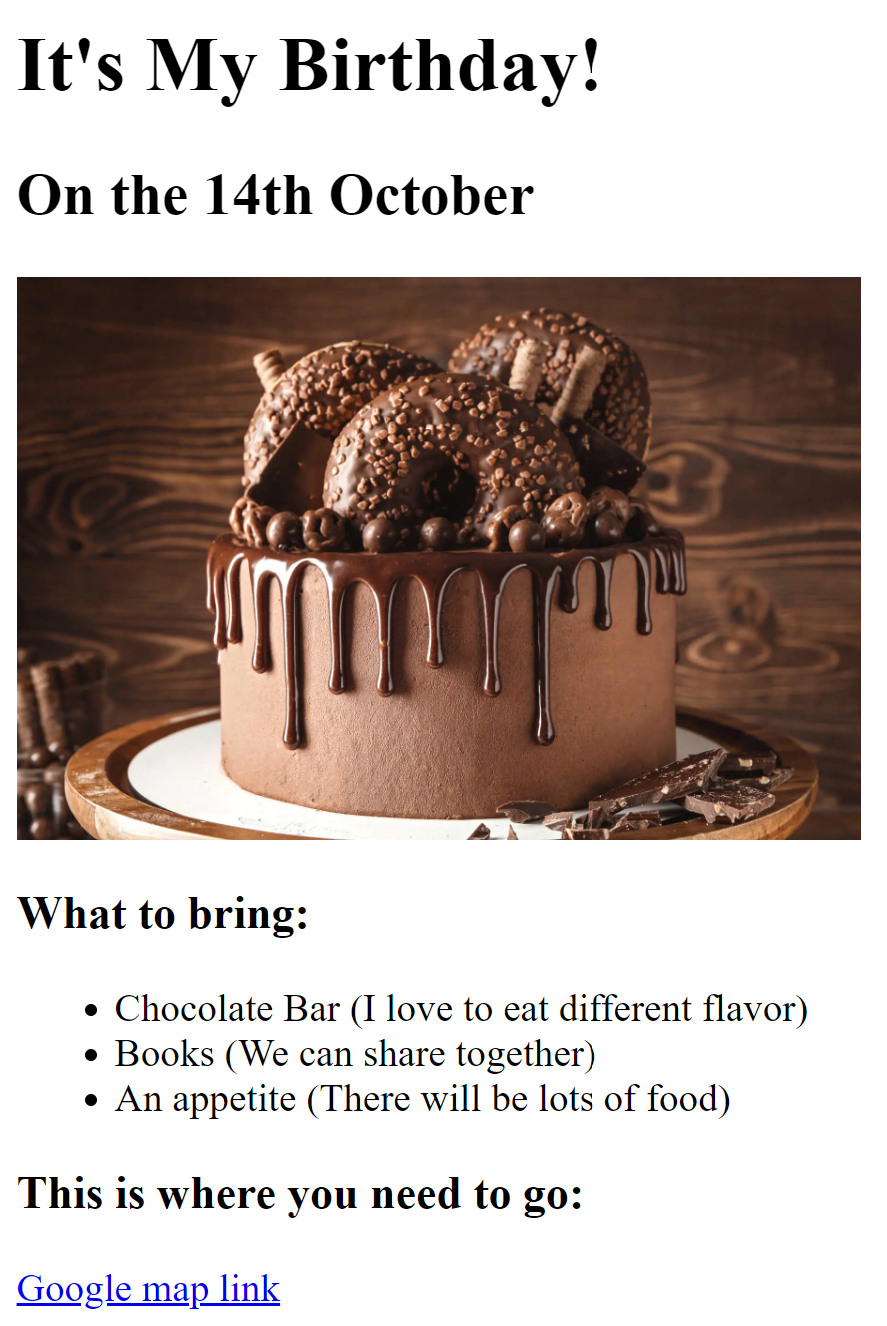 It's My Birthday!
On the 14th October
What to bring:
Chocolate Bar (I love to eat different flavor)
Books (We can share together)
An appetite (There will be lots of food)
This is where you need to go:
Google map link